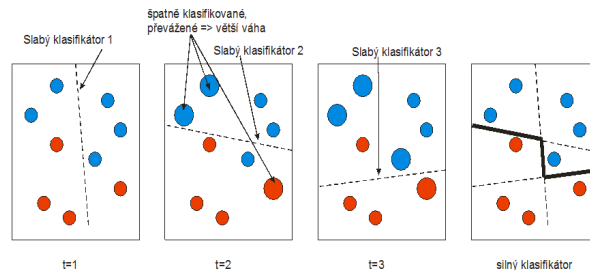 špatně klasifikované,
převážené => větší váha
Slabý klasifikátor 1
Slabý klasifikátor 2
Slabý klasifikátor 3
t=1
t=2
t=3
silný klasifikátor